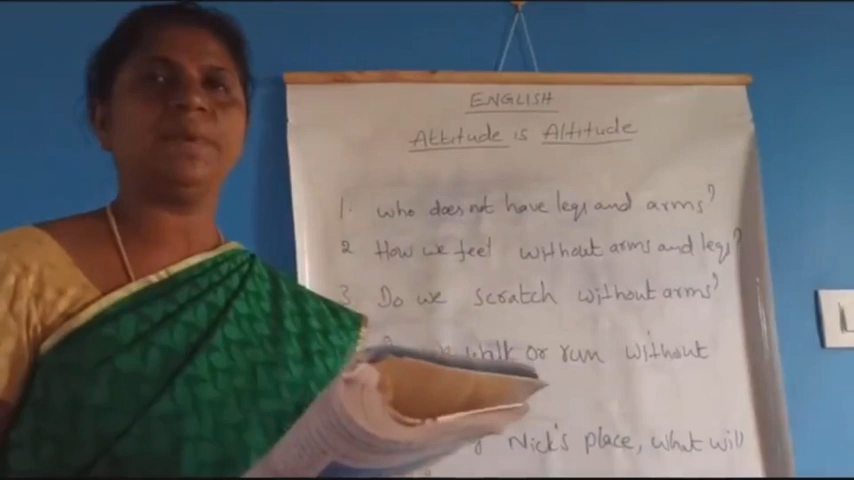 ENGLISH
Attitude is Altitude
1. who does not have legs and arms?
2 How we feel without arms and legs?
3. Do we scratch without arms?
walk or run without
Nick's place, what will